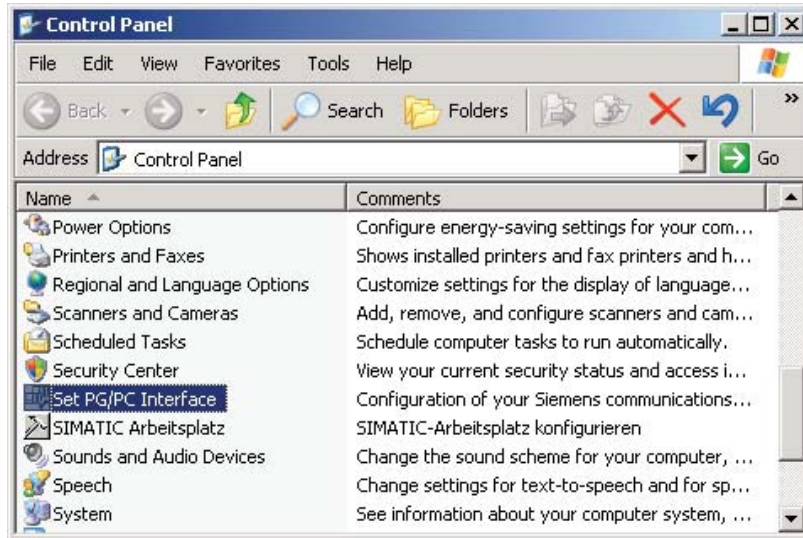 Control Panel
File Edit View Favorites Tools Help
Back Search Folders »
Address Control Panel Go
Name Comments
Power Options Configure energy-saving settings for your com...
Printers and Faxes Shows installed printers and fax printers and h...
Regional and Language Options Customize settings for the display of language...
Scanners and Cameras Add, remove, and configure scanners and cam...
Scheduled Tasks Schedule computer tasks to run automatically.
Security Center View your current security status and access i...
Set PG/PC Interface Configuration of your Siemens communications...
SIMATIC Arbeitsplatz SIMATIC-Arbeitsplatz konfigurieren
Sounds and Audio Devices Change the sound scheme for your computer, ...
Speech Change settings for text-to-speech and for sp...
System See information about your computer system, ...